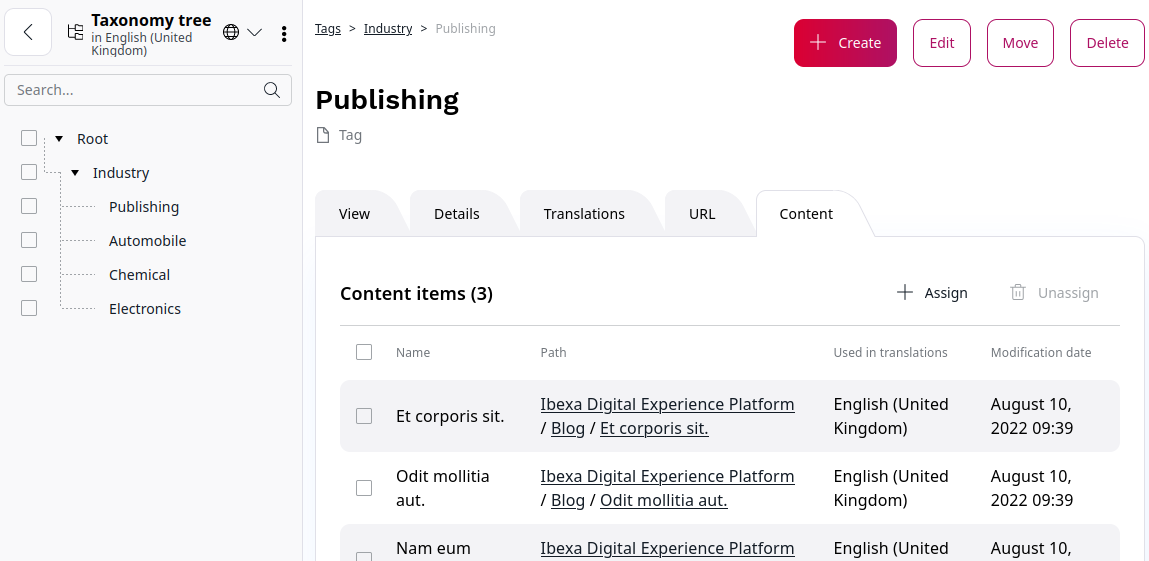 Taxonomy tree
in English (United
Kingdom)
Search...
Root
Industry
Publishing
Automobile
Chemical
Electronics
Tags > Industry > Publishing
Create
Edit
Move
Delete
Publishing
Tag
View
Details
Translations
URL
Content
Content items (3)
Assign
Unassign
Name Path Used in translations Modification date
Et corporis sit.
Ibexa Digital Experience Platform
/ Blog / Et corporis sit.
English (United
Kingdom)
August 10,
2022 09:39
Odit mollitia
aut.
Ibexa Digital Experience Platform
/ Blog / Odit mollitia aut.
English (United
Kingdom)
August 10,
2022 09:39
Nam eum
Ibexa Digital Experience Platform
English (United
August 10,